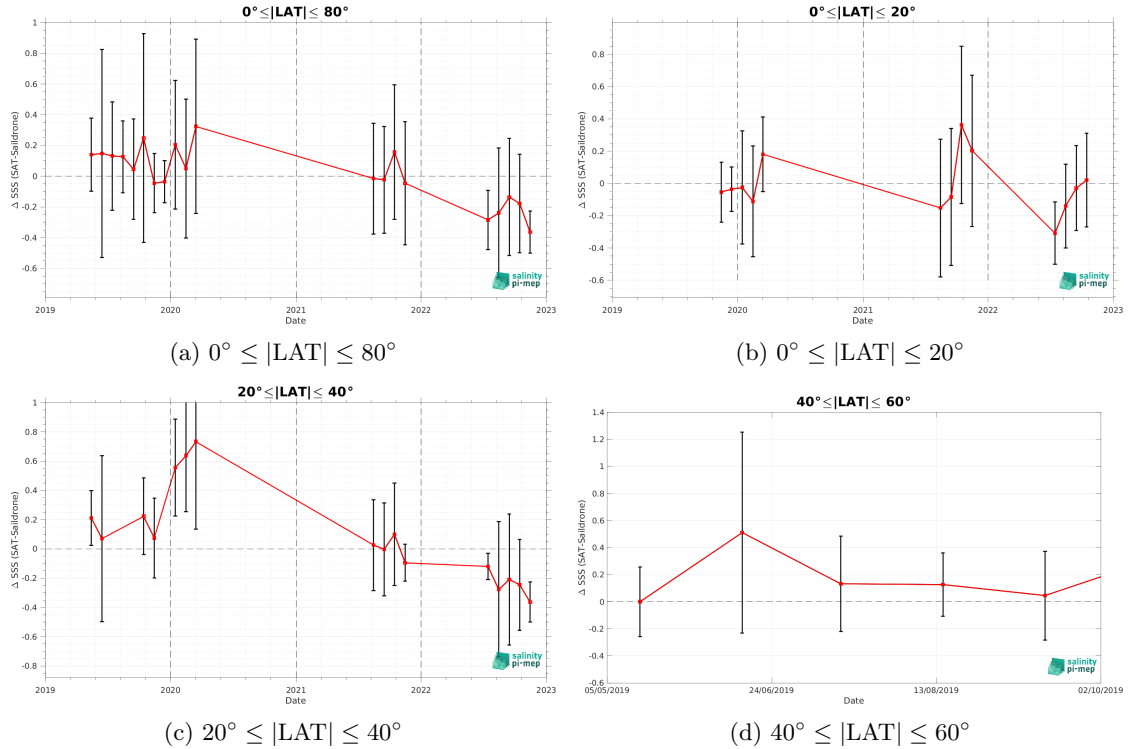 0°≤|LAT|≤ 80°
Δ SSS (SAT-Saildrone)
1
0.8
0.6
0.4
0.2
0
-0.2
-0.4
-0.6
2019
2020
2021
2022
2023
Date
salinity
pi-mep
(a) 0° ≤ |LAT| ≤ 80°
0°≤|LAT|≤ 20°
Δ SSS (SAT-Saildrone)
1
0.8
0.6
0.4
0.2
0
-0.2
-0.4
-0.6
2019
2020
2021
2022
2023
Date
salinity
pi-mep
(b) 0° ≤ |LAT| ≤ 20°
20°≤|LAT|≤ 40°
Δ SSS (SAT-Saildrone)
1
0.8
0.6
0.4
0.2
0
-0.2
-0.4
-0.6
-0.8
2019
2020
2021
2022
2023
Date
salinity
pi-mep
(c) 20° ≤ |LAT| ≤ 40°
40°≤|LAT|≤ 60°
Δ SSS (SAT-Saildrone)
1.4
1.2
1
0.8
0.6
0.4
0.2
0
-0.2
-0.4
-0.6
05/05/2019
24/06/2019
13/08/2019
02/10/2019
Date
salinity
pi-mep
(d) 40° ≤ |LAT| ≤ 60°